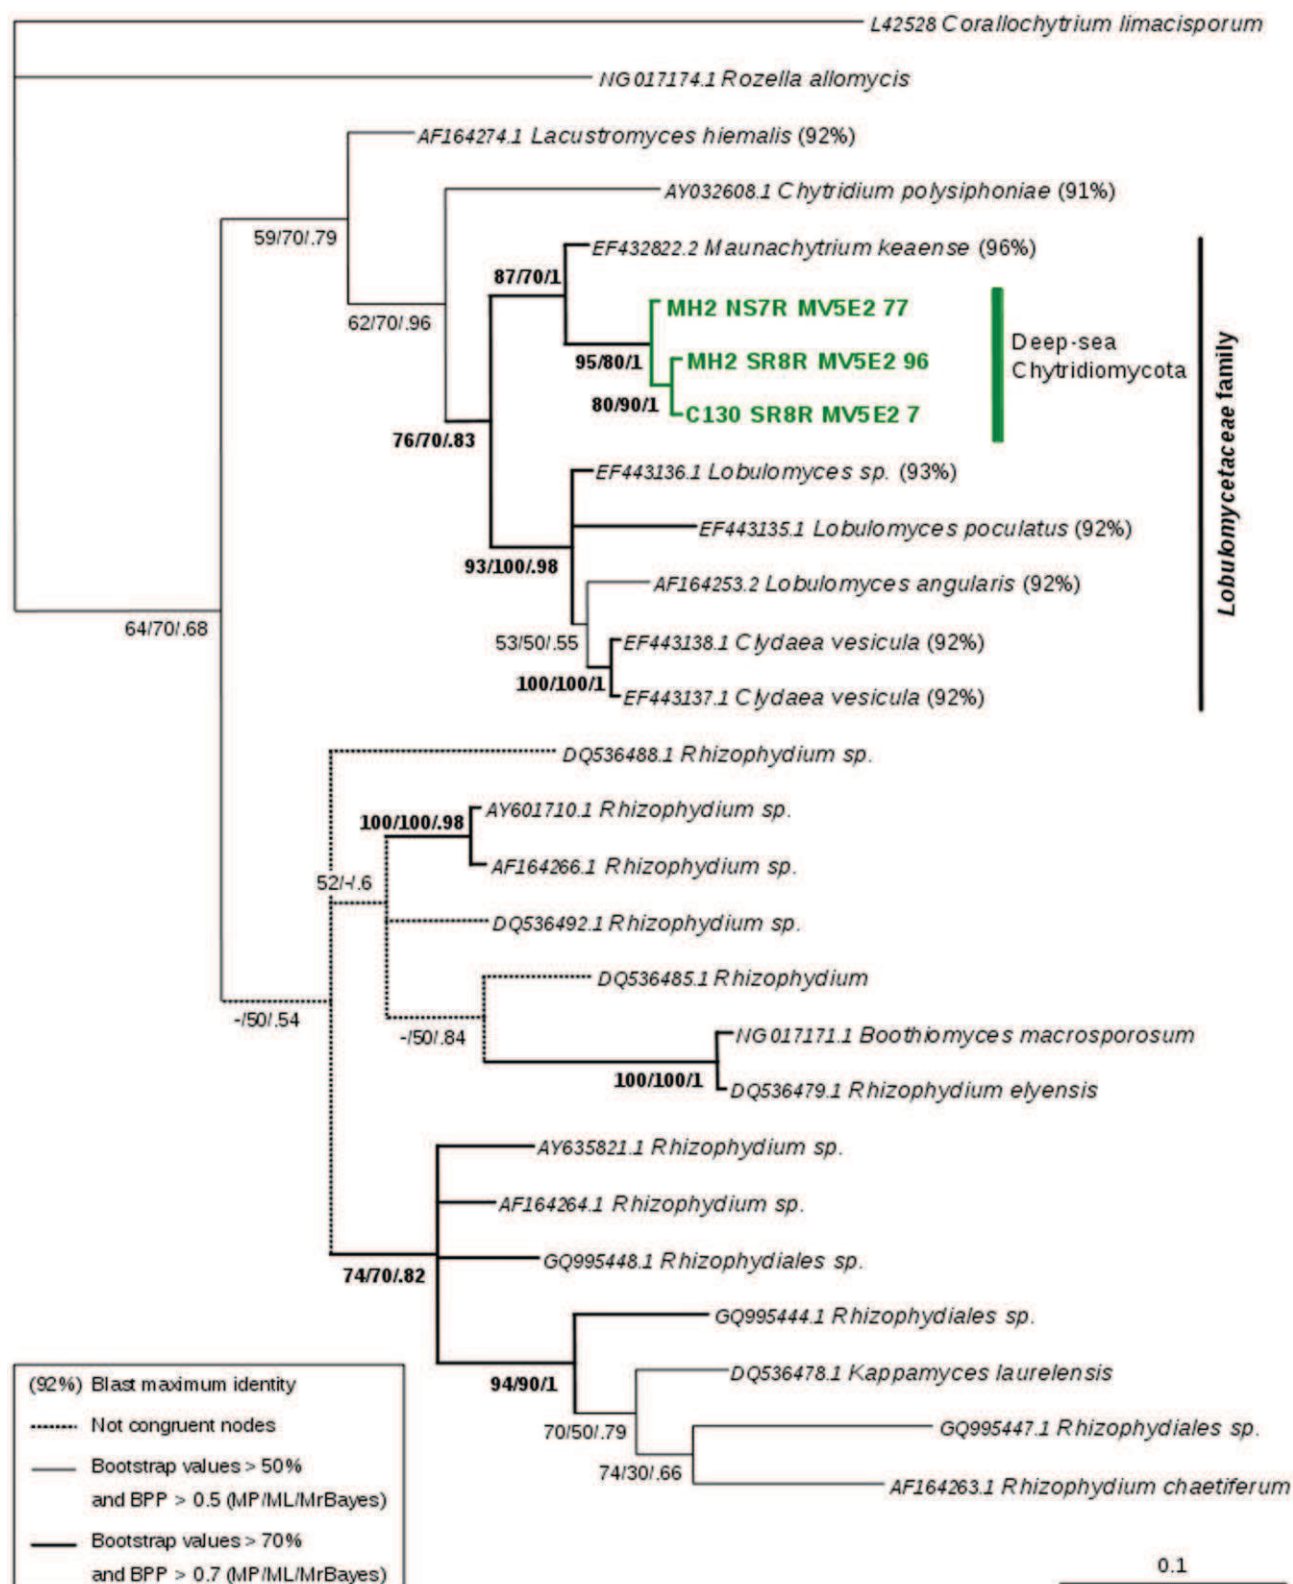 L42528 Corallochytrium limacisporum
NG017174.1 Rozella allomycis
AF164274.1 Lacustromyces hiemalis (92%)
AY032608.1 Chytridium polysiphoniae (91%)
59/70/.79
EF432822.2 Maunachytrium keaense (96%)
87/70/1
MH2 NS7R MV5E2 77
62/70/.96
Deep-sea
Chytridiomycota
95/80/1
MH2 SR8R MV5E2 96
80/90/1
C130 SR8R MV5E2 7
Lobulomycetaceae family
76/70/.83
EF443136.1 Lobulomyces sp. (93%)
EF443135.1 Lobulomyces poculatus (92%)
93/100/.98
AF164253.2 Lobulomyces angularis (92%)
64/70/.68
53/50/.55
EF443138.1 Clydaea vesicula (92%)
100/100/1
EF443137.1 Clydaea vesicula (92%)
DQ536488.1 Rhizophydium sp.
AY601710.1 Rhizophydium sp.
100/100/.98
AF164266.1 Rhizophydium sp.
52/-/.6
DQ536492.1 Rhizophydium sp.
DQ536485.1 Rhizophydium
-/50/.54
-/50/.84
NG017171.1 Boothiomyces macrosporosum
100/100/1
DQ536479.1 Rhizophydium elyensis
AY635821.1 Rhizophydium sp.
AF164264.1 Rhizophydium sp.
GQ995448.1 Rhizophydiales sp.
74/70/.82
GQ995444.1 Rhizophydiales sp.
DQ536478.1 Kappamyces laurelensis
94/90/1
70/50/.79
GQ995447.1 Rhizophydiales sp.
74/30/.66
AF164263.1 Rhizophydium chaetiferum
(92%) Blast maximum identity
Not congruent nodes
Bootstrap values > 50%
and BPP > 0.5 (MP/ML/MrBayes)
Bootstrap values > 70%
and BPP > 0.7 (MP/ML/MrBayes)
0.1